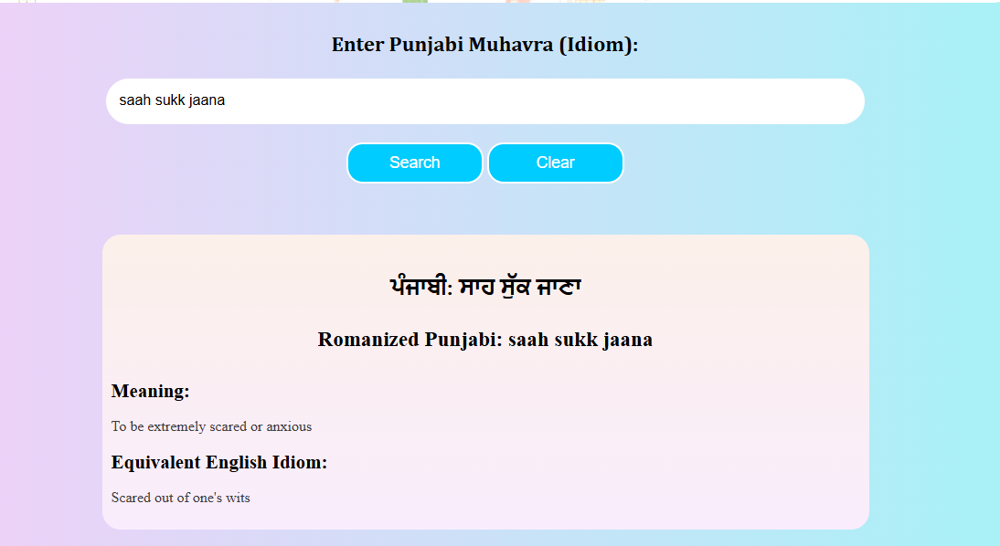 Enter Punjabi Muhavra (Idiom):
saah sukk jaana
Search Clear
ਪੰਜਾਬੀ: ਸਾਹ ਸੁੱਕ ਜਾਣਾ
Romanized Punjabi: saah sukk jaana
Meaning:
To be extremely scared or anxious
Equivalent English Idiom:
Scared out of one's wits